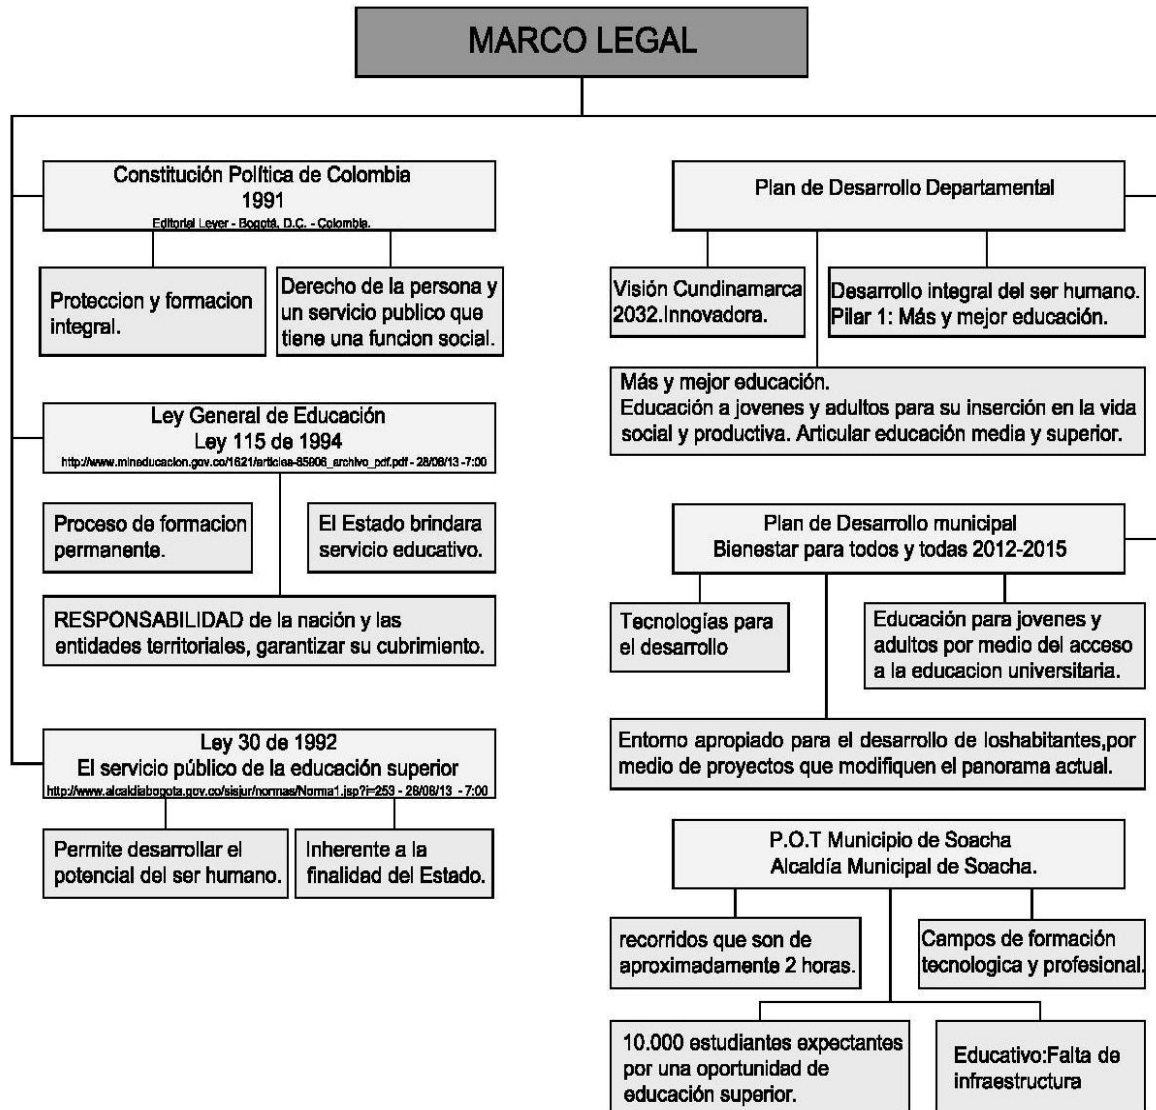 MARCO LEGAL
Constitución Política de Colombia
1991
Editorial Leyer - Bogotá, D.C. - Colombia.
Proteccion y formacion
integral.
Derecho de la persona y
un servicio publico que
tiene una funcion social.
Ley General de Educación
Ley 115 de 1994
http://www.mineducacion.gov.co/1621/articles-85906_archivo_pdf.pdf - 28/08/13 -7:00
Proceso de formacion
permanente.
El Estado brindara
servicio educativo.
RESPONSABILIDAD de la nación y las
entidades territoriales, garantizar su cubrimiento.
Ley 30 de 1992
El servicio público de la educación superior
http://www.alcaldiabogota.gov.co/sisjur/normas/Norma1.jsp?i=253 - 28/08/13 - 7:00
Permite desarrollar el
potencial del ser humano.
Inherente a la
finalidad del Estado.
Plan de Desarrollo Departamental
Visión Cundinamarca
2032.Innovadora.
Desarrollo integral del ser humano.
Pilar 1: Más y mejor educación.
Más y mejor educación.
Educación a jovenes y adultos para su inserción en la vida
social y productiva. Articular educación media y superior.
Plan de Desarrollo municipal
Bienestar para todos y todas 2012-2015
Tecnologías para
el desarrollo
Educación para jovenes y
adultos por medio del acceso
a la educacion universitaria.
Entorno apropiado para el desarrollo de loshabitantes,por
medio de proyectos que modifiquen el panorama actual.
P.O.T Municipio de Soacha
Alcaldía Municipal de Soacha.
recorridos que son de
aproximadamente 2 horas.
Campos de formación
tecnologica y profesional.
10.000 estudiantes expectantes
por una oportunidad de
educación superior.
Educativo:Falta de
infraestructura